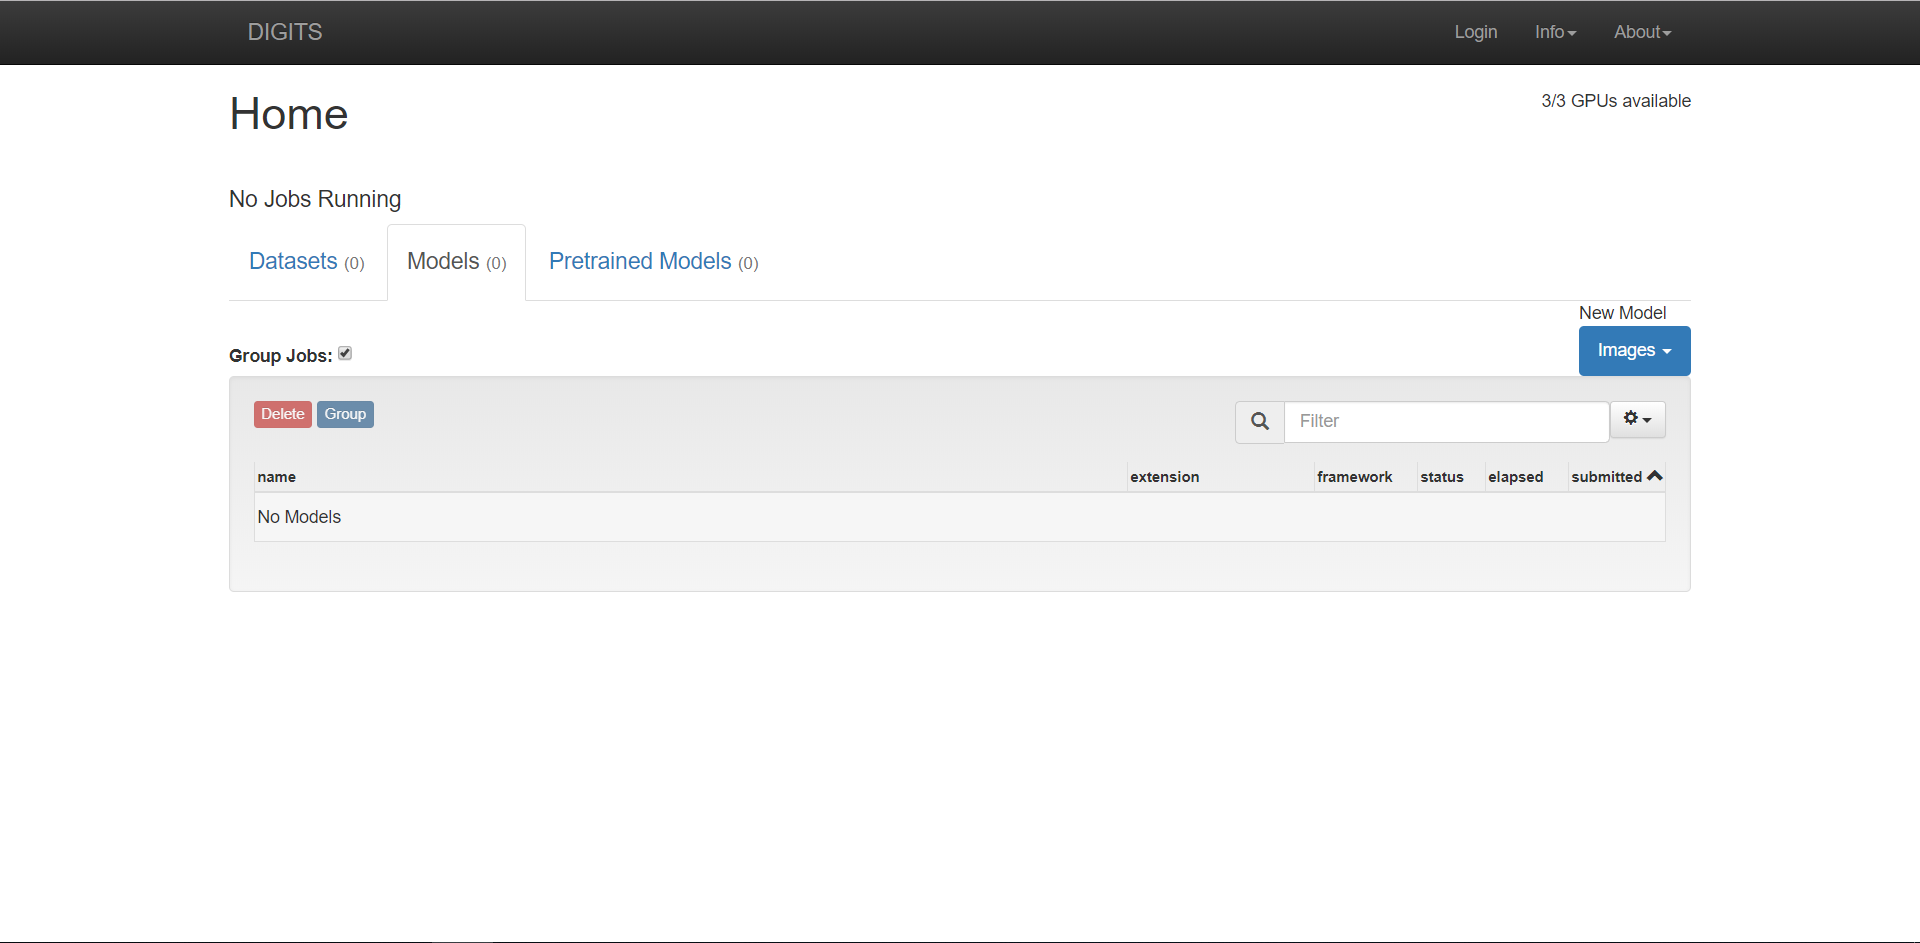 DIGITS Login Info About
Home
3/3 GPUs available
No Jobs Running
Datasets (0) Models (0) Pretrained Models (0)
New Model
Group Jobs:
Images
Delete Group Filter
name extension framework status elapsed submitted
No Models